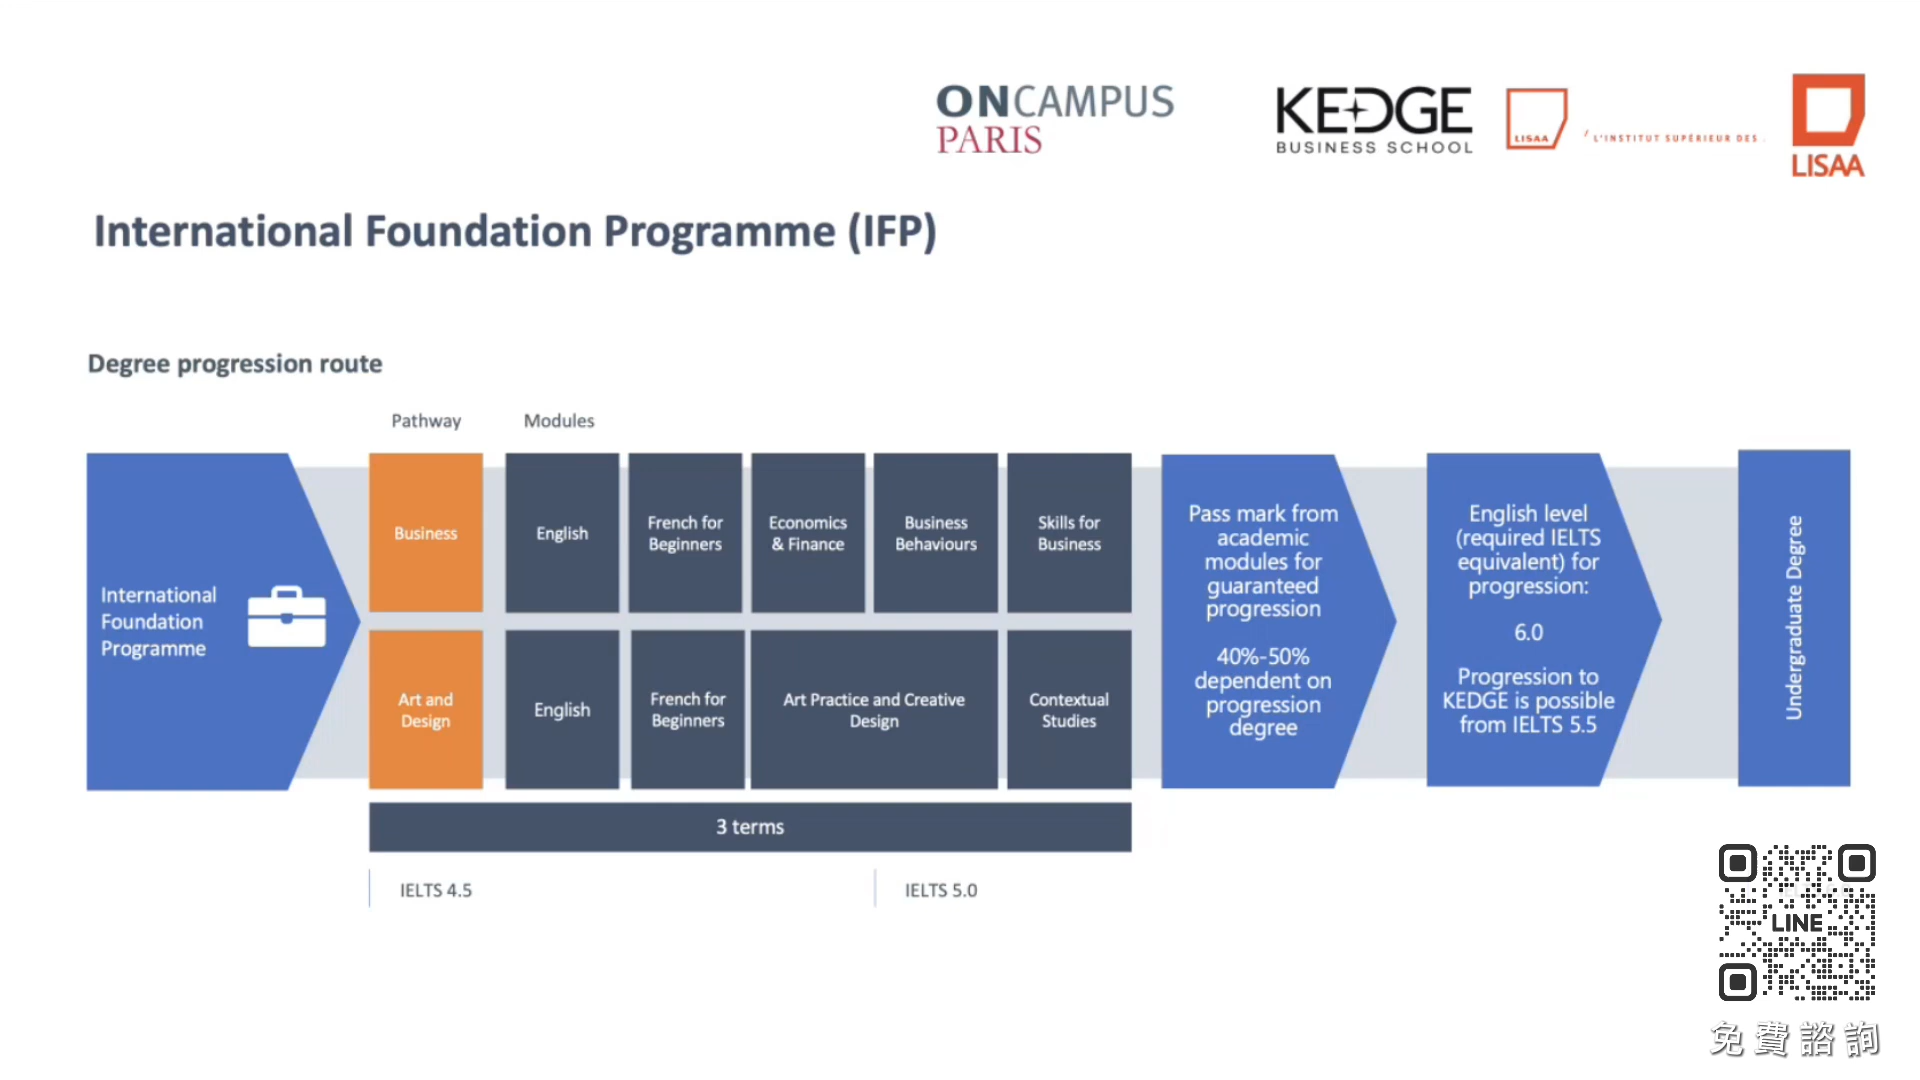 ONCAMPUS
PARIS
KEDGE
BUSINESS SCHOOL
LISAA
/ L'INSTITUT SUPÉRIEUR DES
LISAA
International Foundation Programme (IFP)
Degree progression route
Pathway
Modules
International
Foundation
Programme
Business
English
French for
Beginners
Economics
& Finance
Business
Behaviours
Skills for
Business
Art and
Design
English
French for
Beginners
Art Practice and Creative
Design
Contextual
Studies
3 terms
IELTS 4.5
IELTS 5.0
Pass mark from
academic
modules for
guaranteed
progression
40%-50%
dependent on
progression
degree
English level
(required IELTS
equivalent) for
progression:
6.0
Progression to
KEDGE is possible
from IELTS 5.5
Undergraduate Degree
LINE
免費諮詢